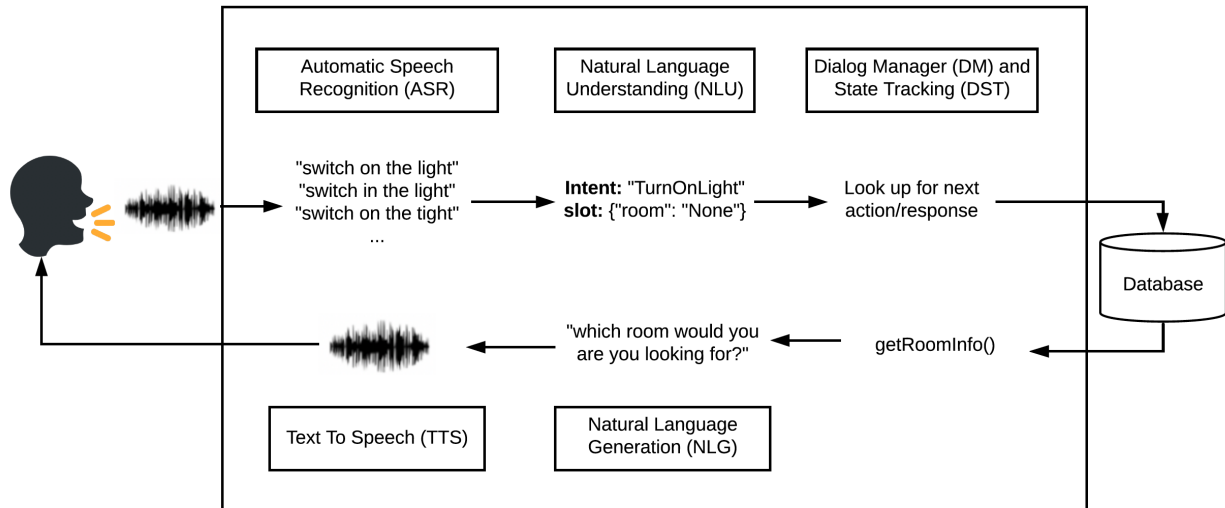 Automatic Speech
Recognition (ASR)
Natural Language
Understanding (NLU)
Dialog Manager (DM) and
State Tracking (DST)
"switch on the light"
"switch in the light"
"switch on the tight"
...
Intent: "TurnOnLight"
slot: {"room": "None"}
Look up for next
action/response
Database
"which room would you
are you looking for?"
getRoomInfo()
Text To Speech (TTS)
Natural Language
Generation (NLG)